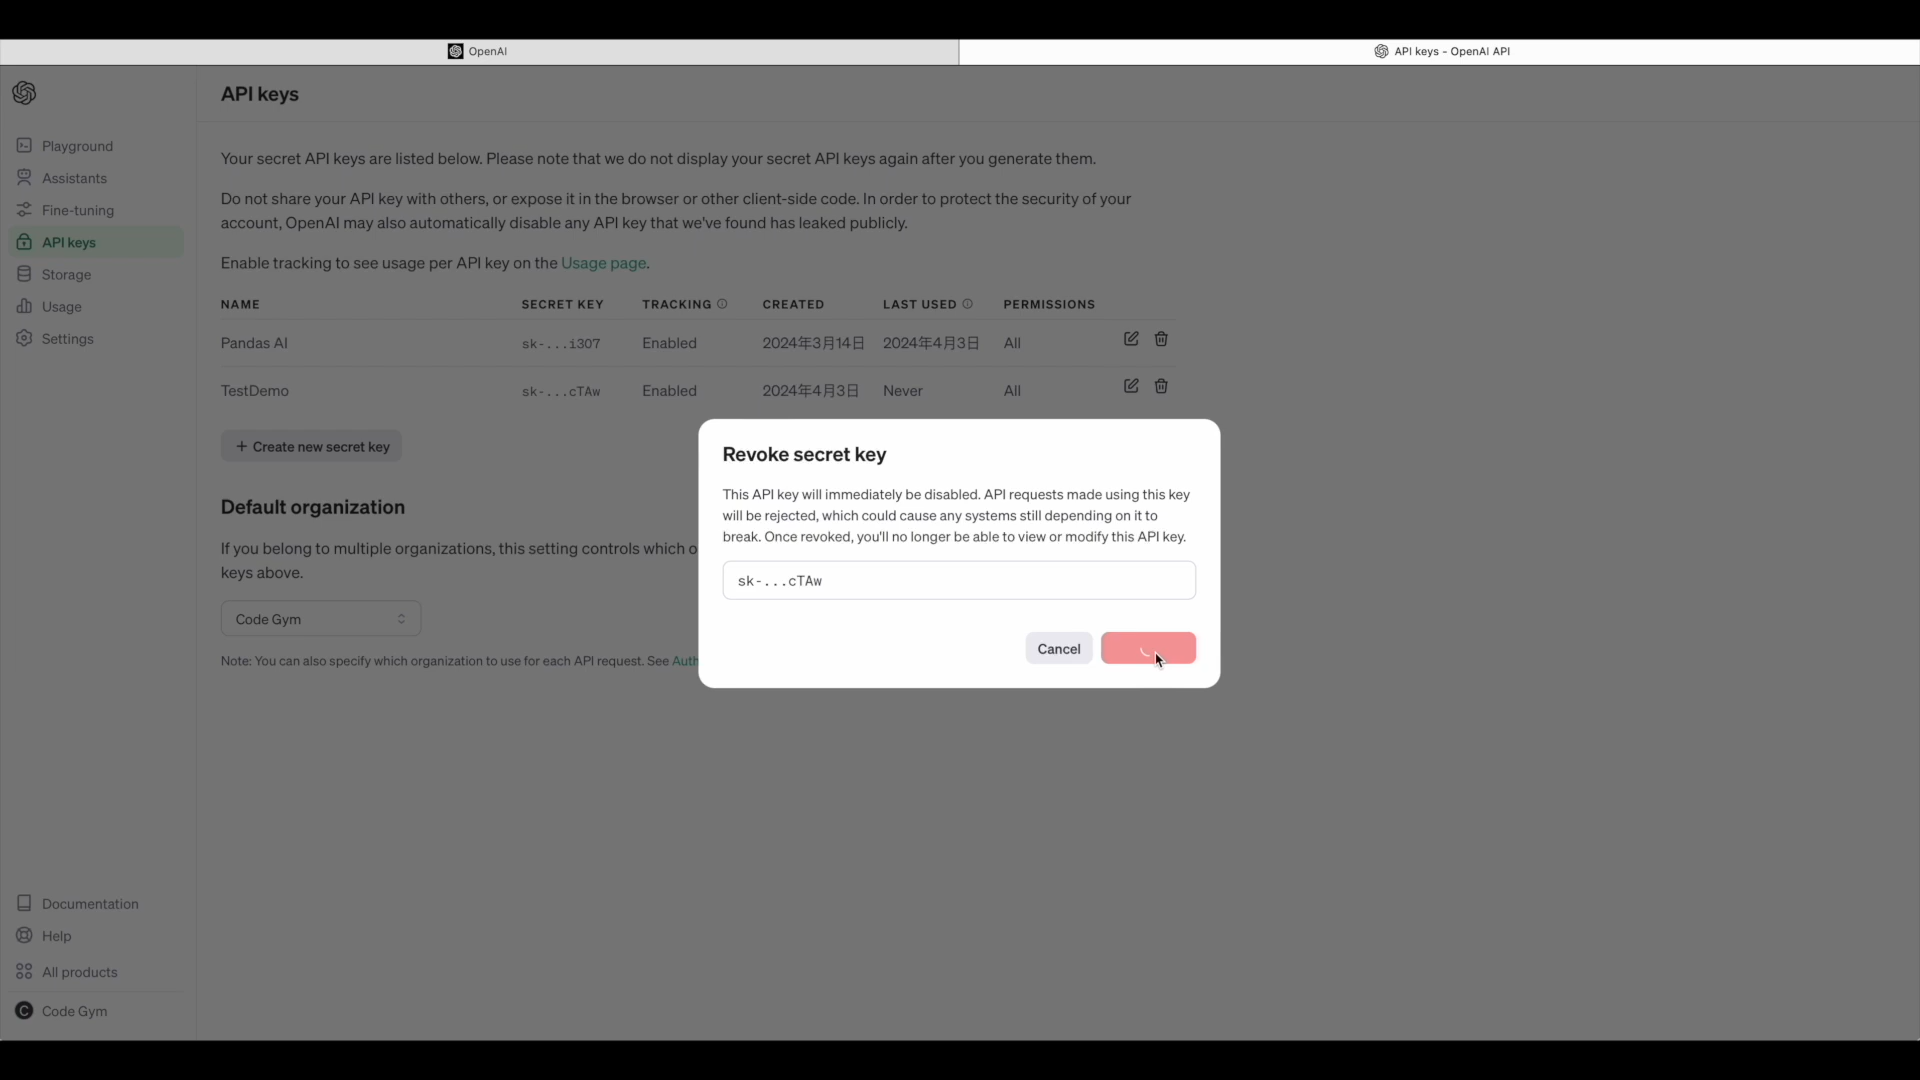 OpenAI
API keys - OpenAI API
API keys
Playground
Assistants
Fine-tuning
API keys
Storage
Usage
Settings
Your secret API keys are listed below. Please note that we do not display your secret API keys again after you generate them.
Do not share your API key with others, or expose it in the browser or other client-side code. In order to protect the security of your
account, OpenAI may also automatically disable any API key that we've found has leaked publicly.
Enable tracking to see usage per API key on the Usage page.
NAME SECRET KEY TRACKING CREATED LAST USED PERMISSIONS
Pandas AI sk-...i307 Enabled 2024年3月14日 2024年4月3日 All
TestDemo sk-...cTAw Enabled 2024年4月3日 Never All
+ Create new secret key
Default organization
If you belong to multiple organizations, this setting controls which o
keys above.
Code Gym
Note: You can also specify which organization to use for each API request. See Auth
Revoke secret key
This API key will immediately be disabled. API requests made using this key
will be rejected, which could cause any systems still depending on it to
break. Once revoked, you'll no longer be able to view or modify this API key.
sk-...cTAw
Cancel
Documentation
Help
All products
C Code Gym